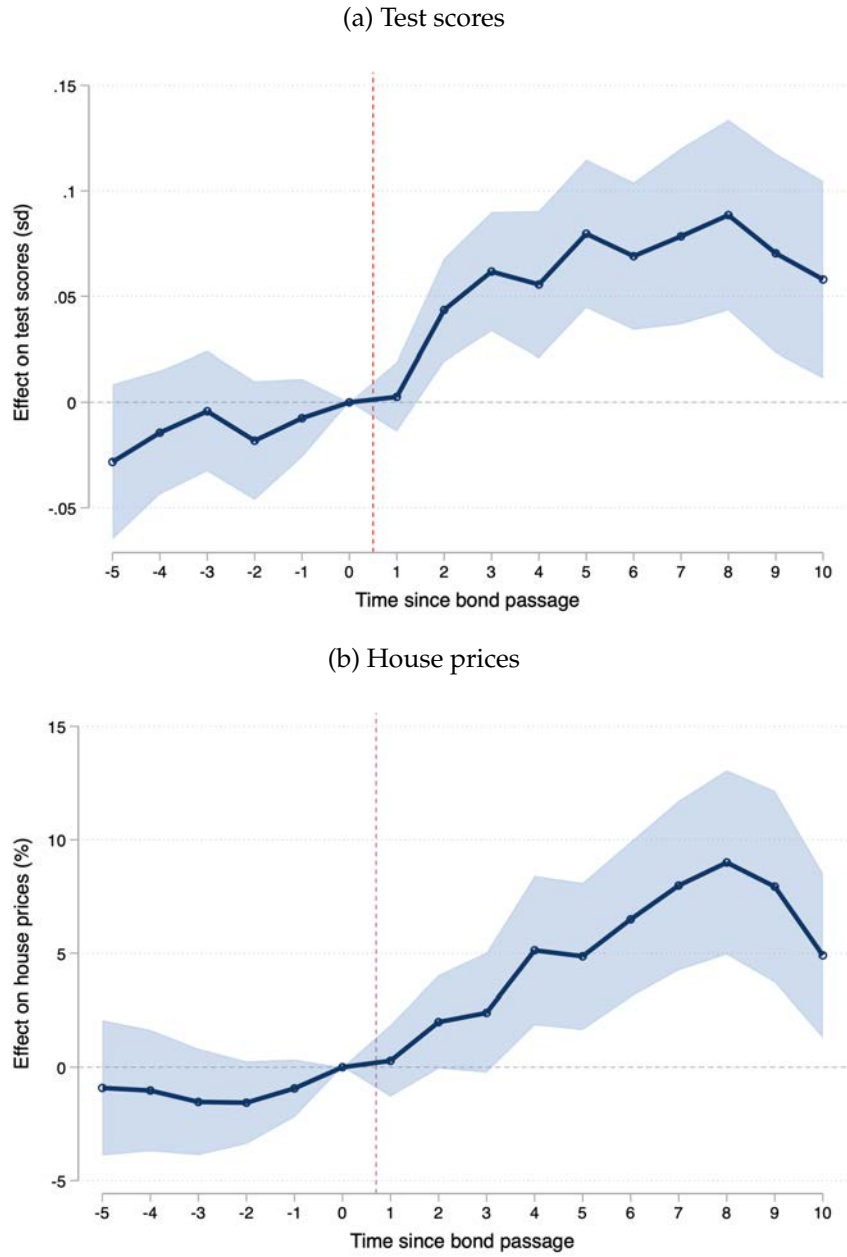 (a) Test scores
.15
.1
.05
0
-.05
Effect on test scores (sd)
-5 -4 -3 -2 -1 0 1 2 3 4 5 6 7 8 9 10
Time since bond passage
(b) House prices
15
10
5
0
-5
Effect on house prices (%)
-5 -4 -3 -2 -1 0 1 2 3 4 5 6 7 8 9 10
Time since bond passage